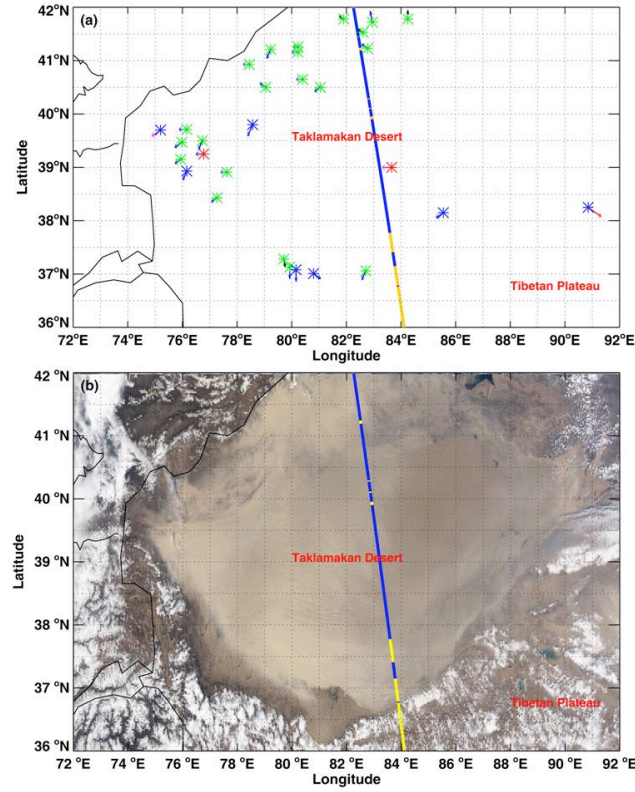 (a)
42°N
41°N
40°N
39°N
38°N
37°N
36°N
Latitude
Taklamakan Desert
Tibetan Plateau
72 °E 74 °E 76 °E 78 °E 80 °E 82 °E 84 °E 86 °E 88 °E 90 °E 92 °E
Longitude
(b)
42°N
41°N
40°N
39°N
38°N
37°N
36°N
Latitude
Taklamakan Desert
Tibetan Plateau
72 °E 74 °E 76 °E 78 °E 80 °E 82 °E 84 °E 86 °E 88 °E 90 °E 92 °E
Longitude